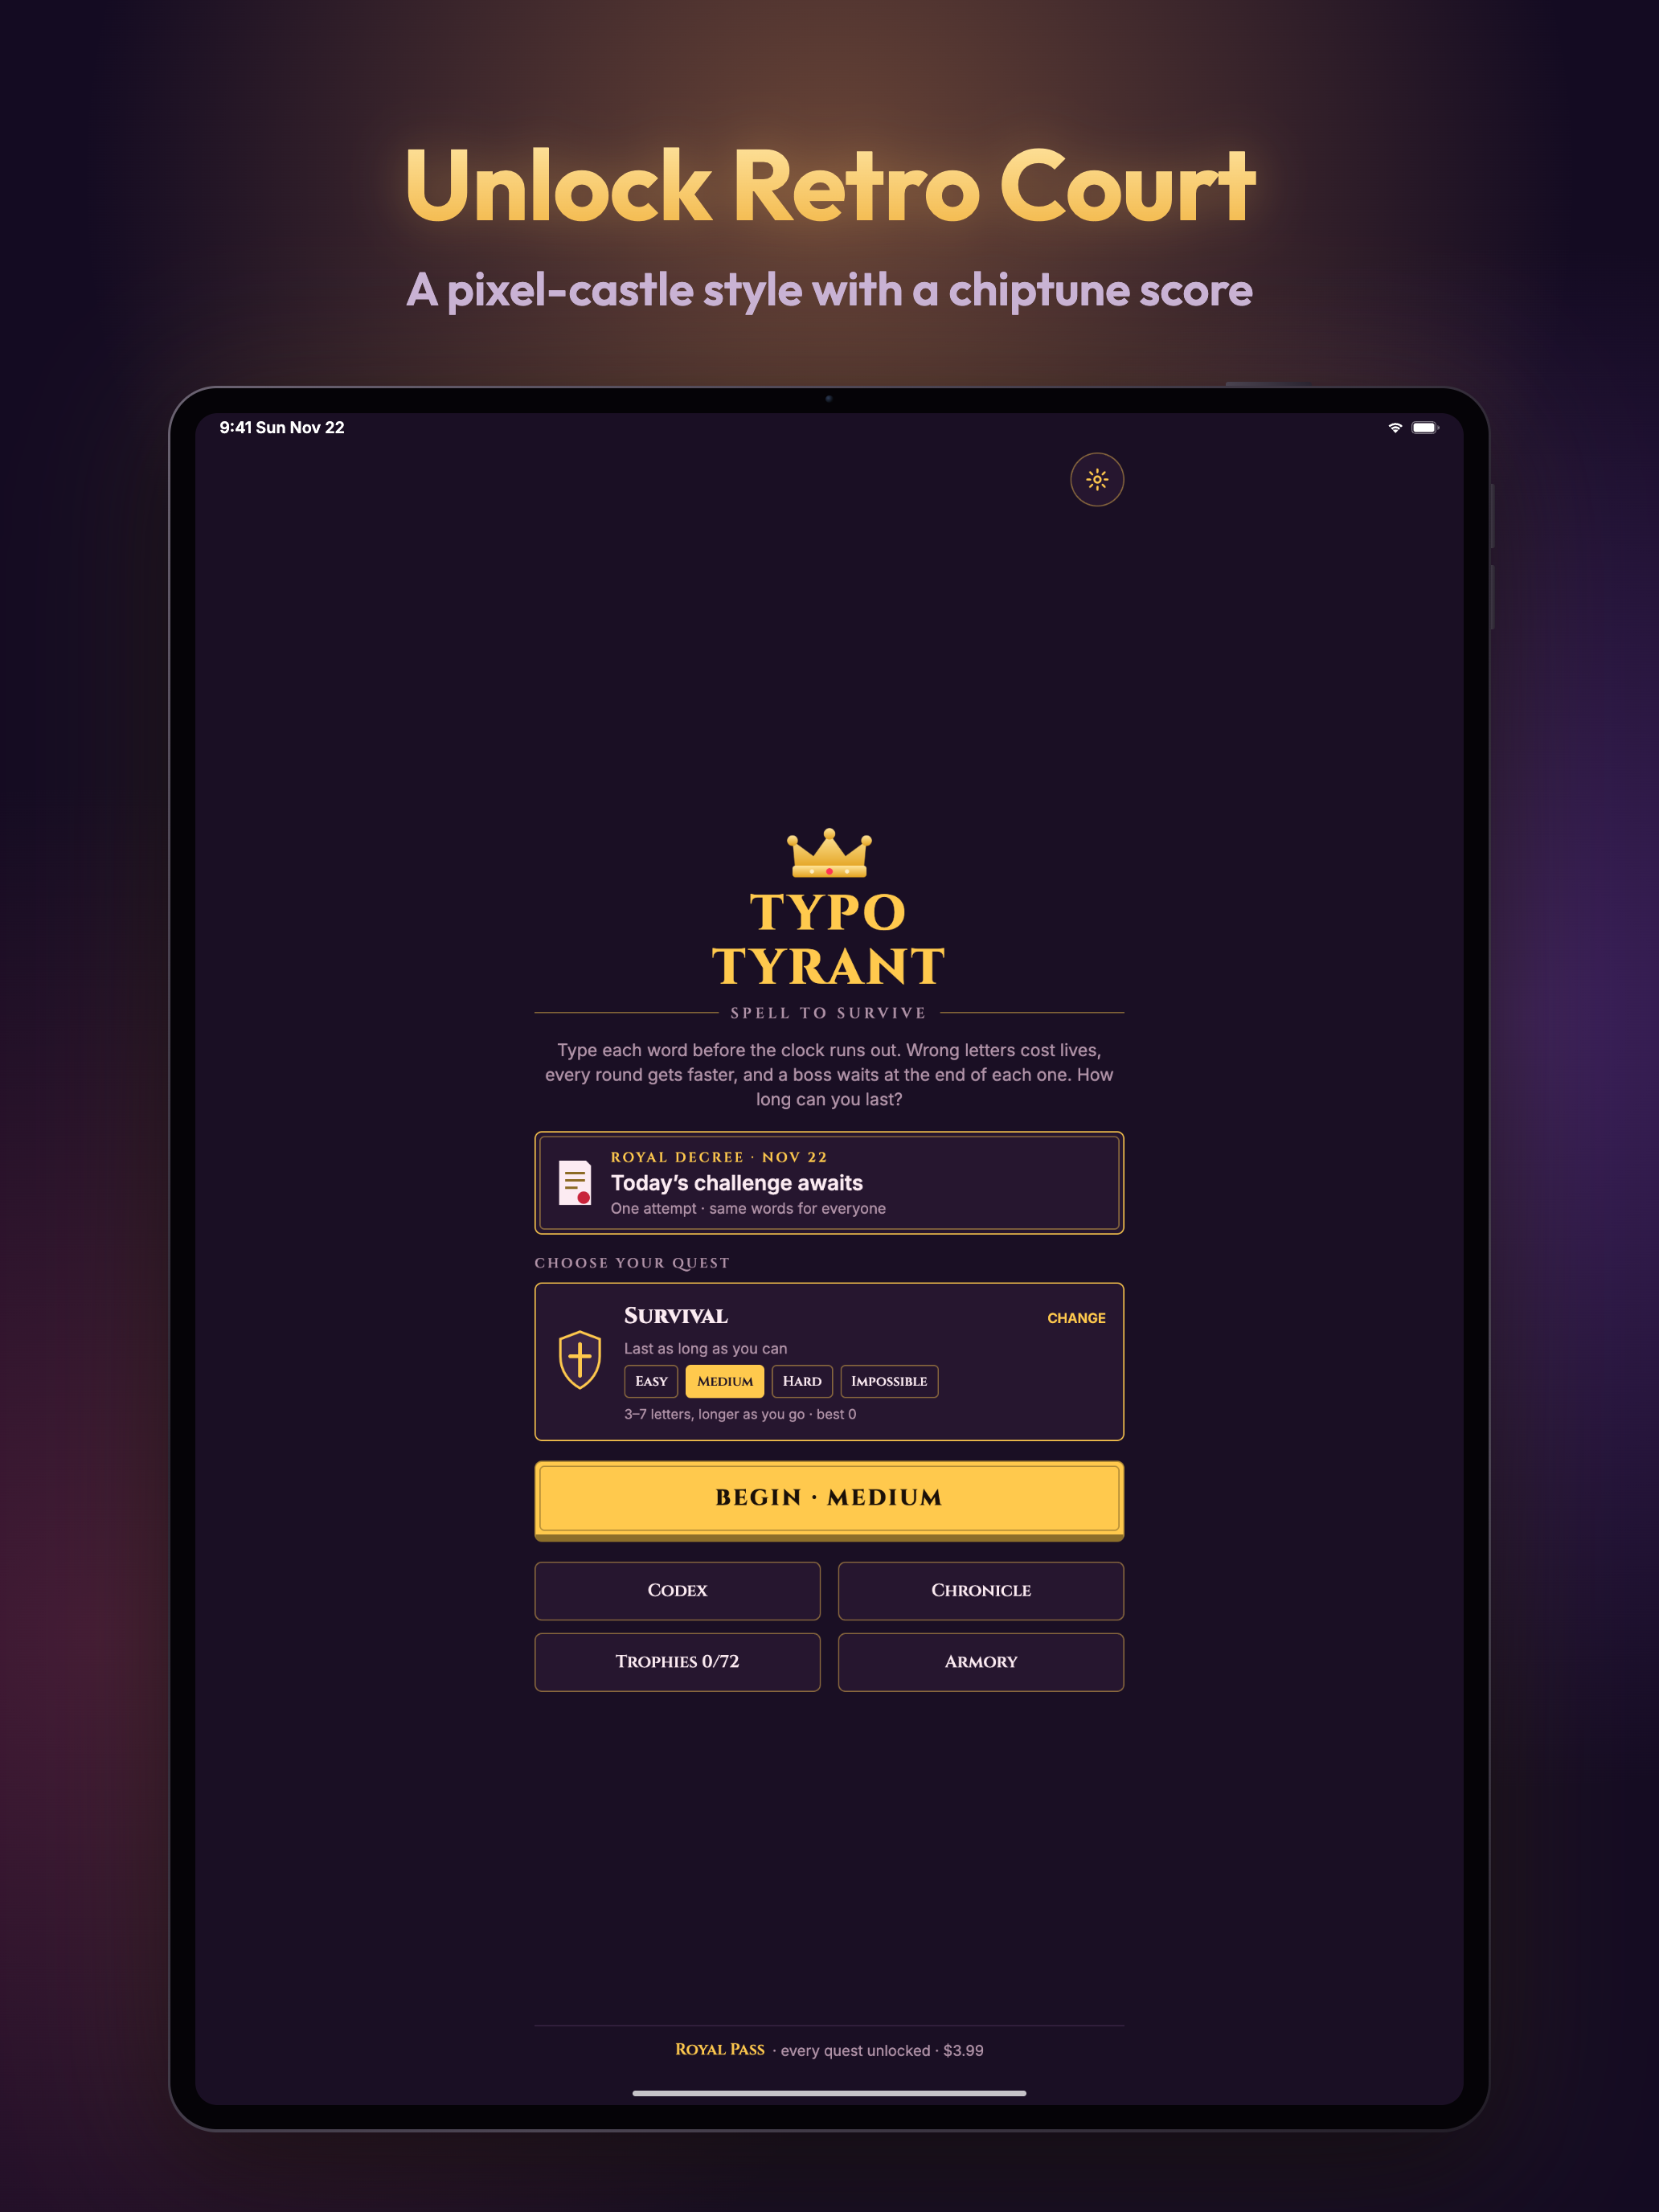 Unlock Retro Court
A pixel-castle style with a chiptune score
9:41 Sun Nov 22
TYPO
TYRANT
SPELL TO SURVIVE
Type each word before the clock runs out. Wrong letters cost lives,
every round gets faster, and a boss waits at the end of each one. How
long can you last?
ROYAL DECREE · NOV 22
Today’s challenge awaits
One attempt · same words for everyone
CHOOSE YOUR QUEST
Survival
CHANGE
Last as long as you can
Easy
Medium
Hard
Impossible
3–7 letters, longer as you go · best 0
BEGIN · MEDIUM
Codex
Chronicle
Trophies 0/72
Armory
Royal Pass · every quest unlocked · $3.99